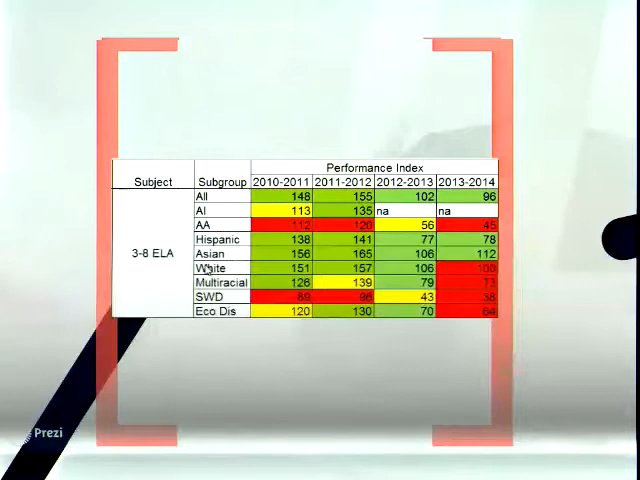 Performance Index
Subject Subgroup 2010-2011 2011-2012 2012-2013 2013-2014
All 148 155 102 96
AI 113 135 na na
AA 112 120 56 45
Hispanic 138 141 77 78
3-8 ELA Asian 156 165 106 112
White 151 157 106 100
Multiracial 126 139 79 73
SWD 89 96 43 38
Eco Dis 120 130 70 64
Prezi